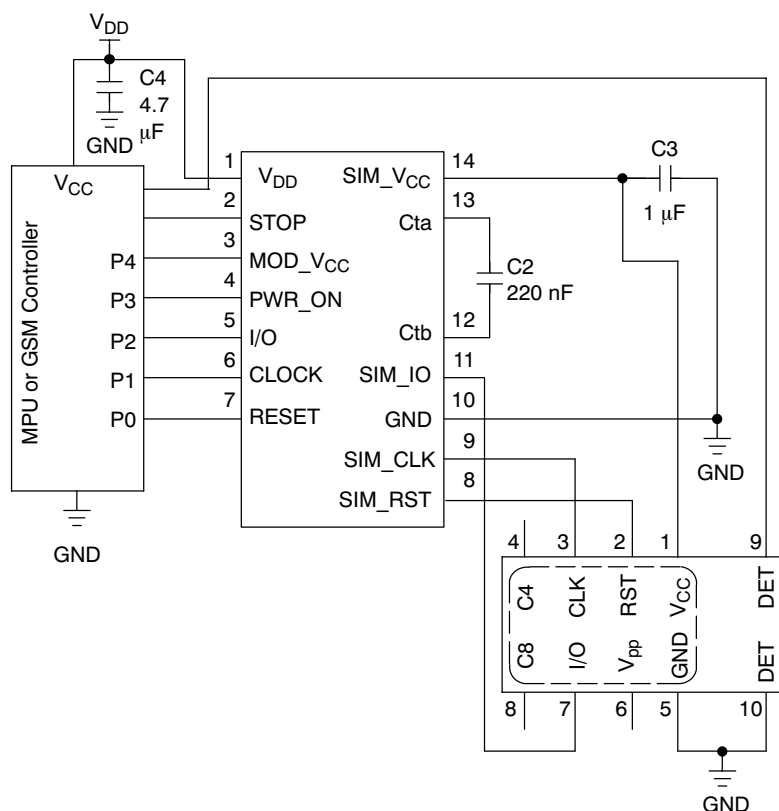 VDD
C4
4.7
µF
GND
MPU or GSM Controller
VCC
P4
P3
P2
P1
P0
GND
1
2
3
4
5
6
7
VDD
STOP
MOD_VCC
PWR_ON
I/O
CLOCK
RESET
SIM_VCC
Cta
Ctb
SIM_IO
GND
SIM_CLK
SIM_RST
14
13
12
11
10
9
8
C3
1 µF
C2
220 nF
GND
4 3 2 1 9
C4 CLK RST VCC DET
C8 I/O Vpp GND DET
8 7 6 5 10
GND